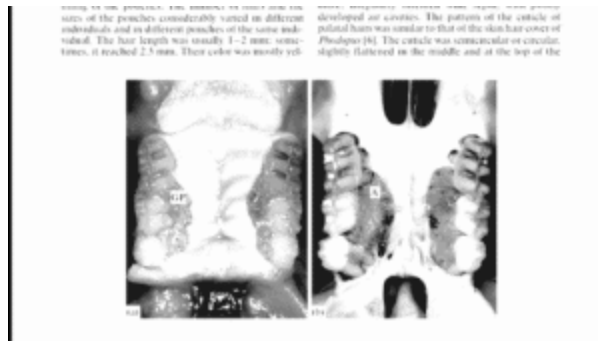 sizes of the pouches considerably varied in different
individuals and in different pouches of the same indi-
vidual. The hair length was usually 1–2 mm; some-
times, it reached 2.5 mm. Their color was mostly yel-
developed air cavities. The pattern of the cuticle of
palatal hairs was similar to that of the skin hair cover of
Phodopus [6]. The cuticle was semicircular or circular,
slightly flattened in the middle and at the top of the
GP
A
(a)
(b)